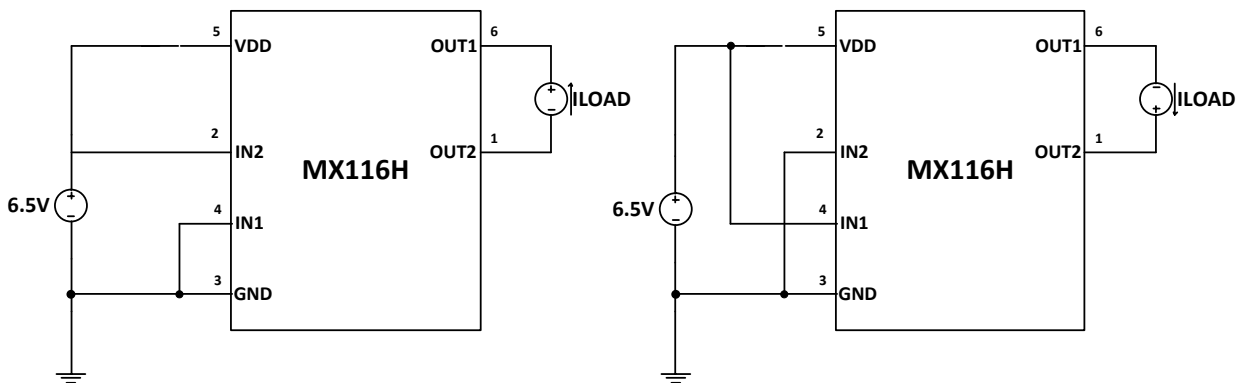 5 VDD OUT1 6
+ − ILOAD
2 IN2 OUT2 1
MX116H
6.5V + −
4 IN1
3 GND
5 VDD OUT1 6
− + ILOAD
2 IN2 OUT2 1
MX116H
6.5V + −
4 IN1
3 GND